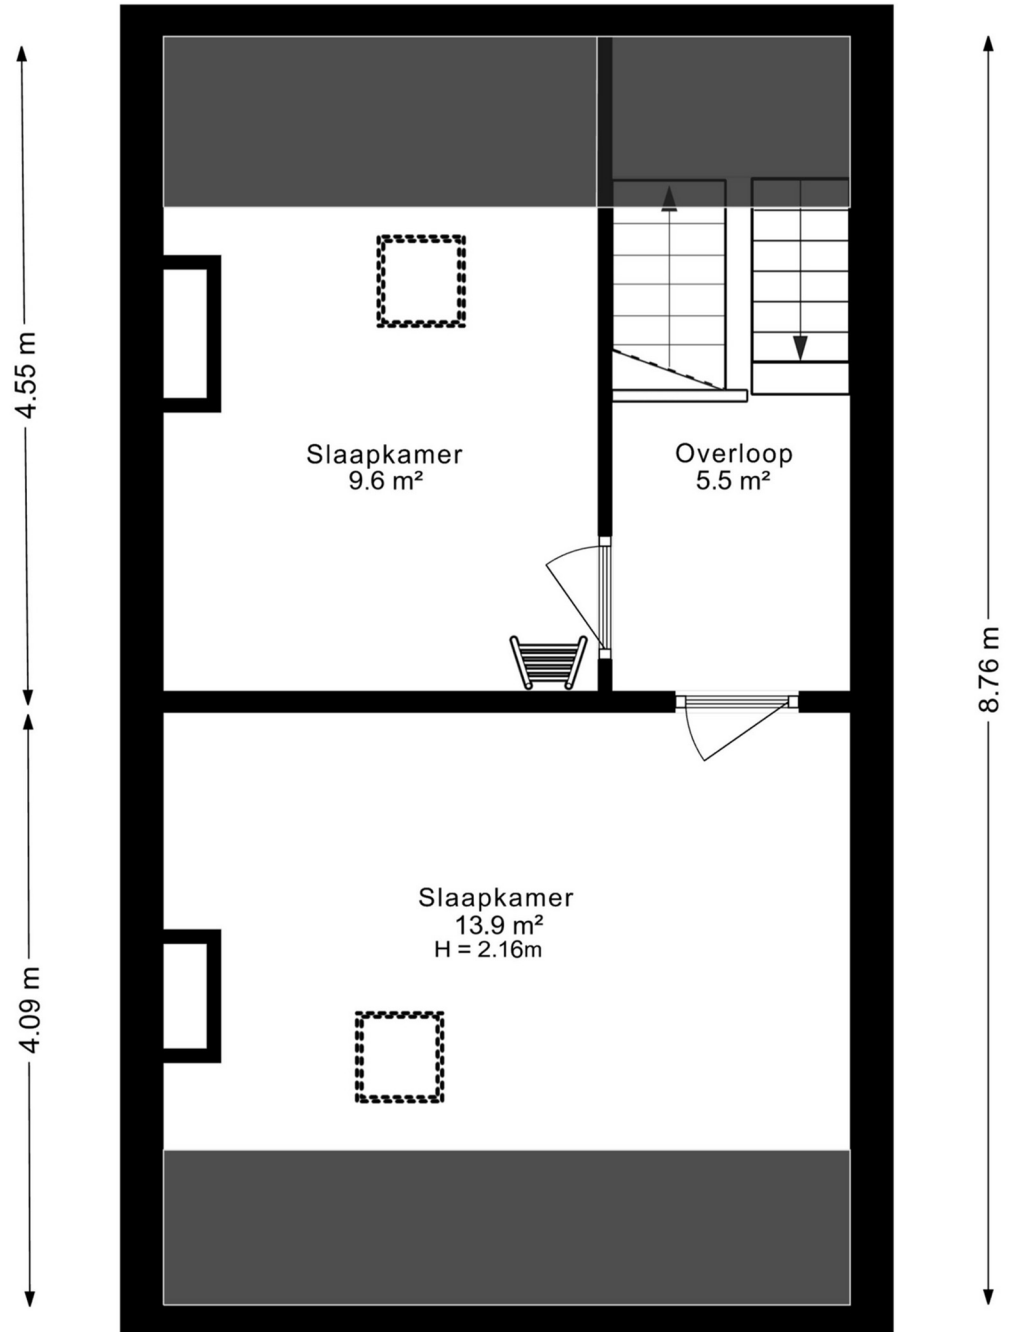 4.55 m
Slaapkamer
9.6 m²
Overloop
5.5 m²
8.76 m
Slaapkamer
13.9 m²
H = 2.16m
4.09 m